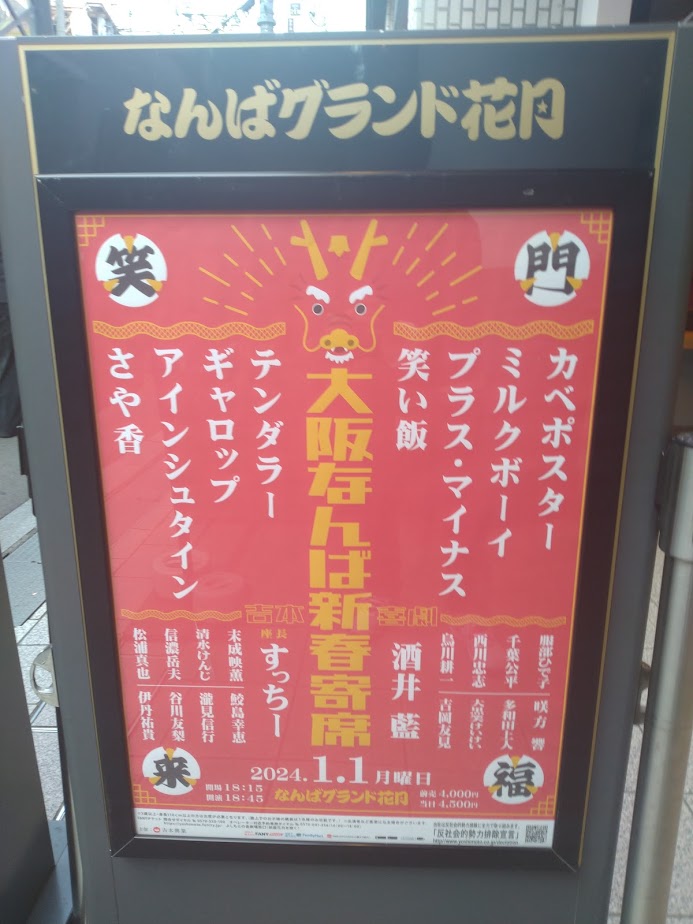 なんばグランド花月
笑
門
来
福
大阪なんば新春寄席
カベポスター
ミルクボーイ
プラス・マイナス
笑い飯
テンダラー
ギャロップ
アインシュタイン
さや香
吉本新喜劇
酒井 藍
座長
すっちー
服部ひで子
咲方 響
千葉公平
多和田上人
西川忠志
烏川耕一
吉岡友見
末成映薫
鮫島幸恵
清水けんじ
瀧見信行
信濃岳夫
谷川友梨
松浦真也
伊丹祐貴
2024.1.1月曜日
開場 18:15
開演 18:45
なんばグランド花月
前売 4,000円
当日 4,500円
「反社会的勢力排除宣言」